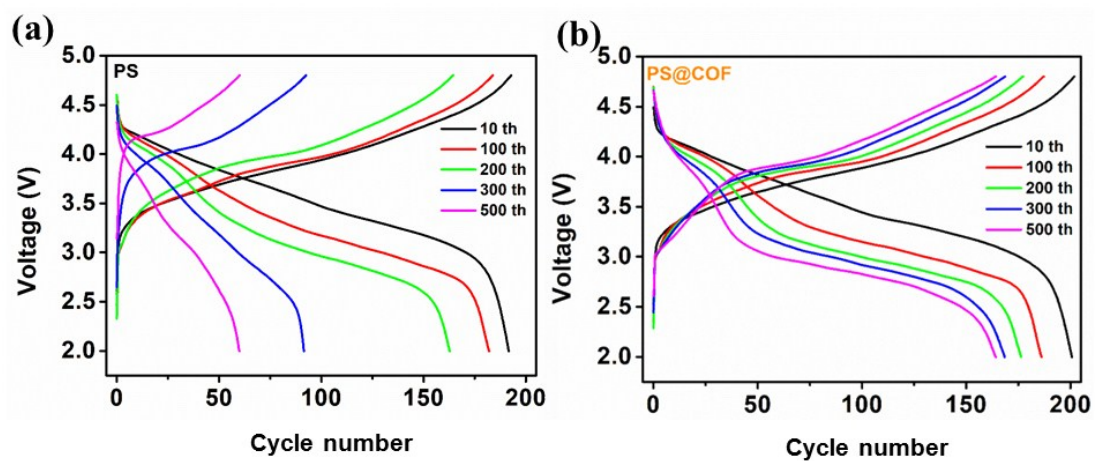 (a)
PS
5.0
4.5
4.0
3.5
3.0
2.5
2.0
Voltage (V)
10 th
100 th
200 th
300 th
500 th
0 50 100 150 200
Cycle number
(b)
PS@COF
5.0
4.5
4.0
3.5
3.0
2.5
2.0
Voltage (V)
10 th
100 th
200 th
300 th
500 th
0 50 100 150 200
Cycle number